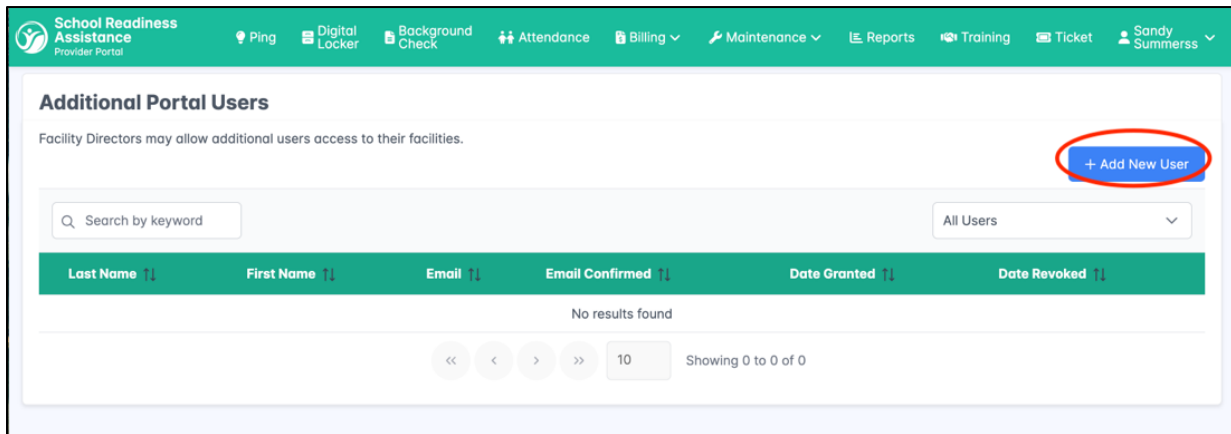 School Readiness
Assistance
Provider Portal
Ping
Digital
Locker
Background
Check
Attendance
Billing
Maintenance
Reports
Training
Ticket
Sandy
Summerss
Additional Portal Users
Facility Directors may allow additional users access to their facilities.
+ Add New User
Search by keyword
All Users
Last Name First Name Email Email Confirmed Date Granted Date Revoked
No results found
<< < > >> 10 Showing 0 to 0 of 0